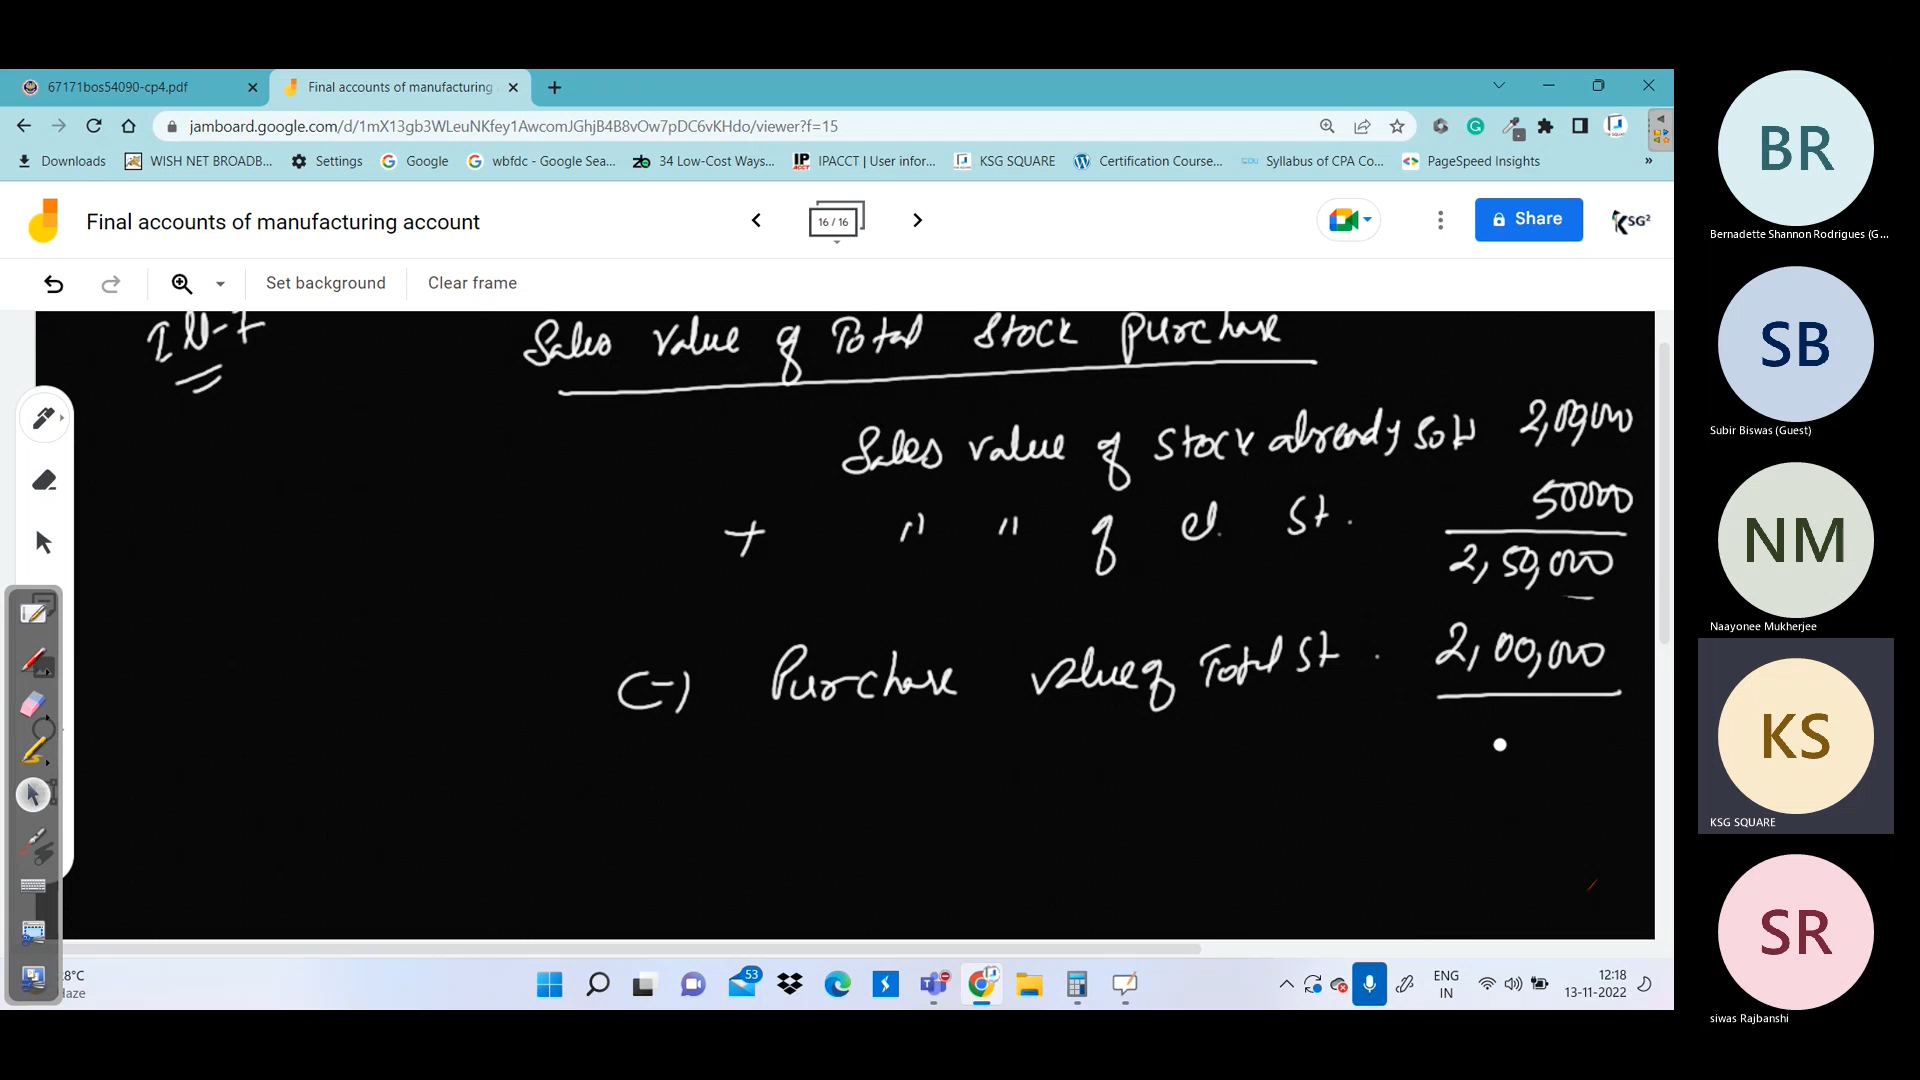 67171bos54090-cp4.pdf
Final accounts of manufacturing
jamboard.google.com/d/1mX13gb3WLeuNKfey1AwcomJGhjB4B8vOw7pDC6vKHdo/viewer?f=15
Downloads
WISH NET BROADB...
Settings
Google
wbfdc - Google Sea...
34 Low-Cost Ways...
IPACCT | User infor...
KSG SQUARE
Certification Course...
Syllabus of CPA Co...
PageSpeed Insights
»
Final accounts of manufacturing account
16 / 16
Share
KSG²
Set background
Clear frame
Sales value of Total Stock purchase
Sales value of Stock already sold 2,00,000
+ " " of cl. St. 50000
2,50,000
(-) Purchase value of Total St. 2,00,000
BR
Bernadette Shannon Rodrigues (G...
SB
Subir Biswas (Guest)
NM
Naayonee Mukherjee
KS
KSG SQUARE
SR
siwas Rajbanshi
8°C
Haze
53
ENG
IN
12:18
13-11-2022